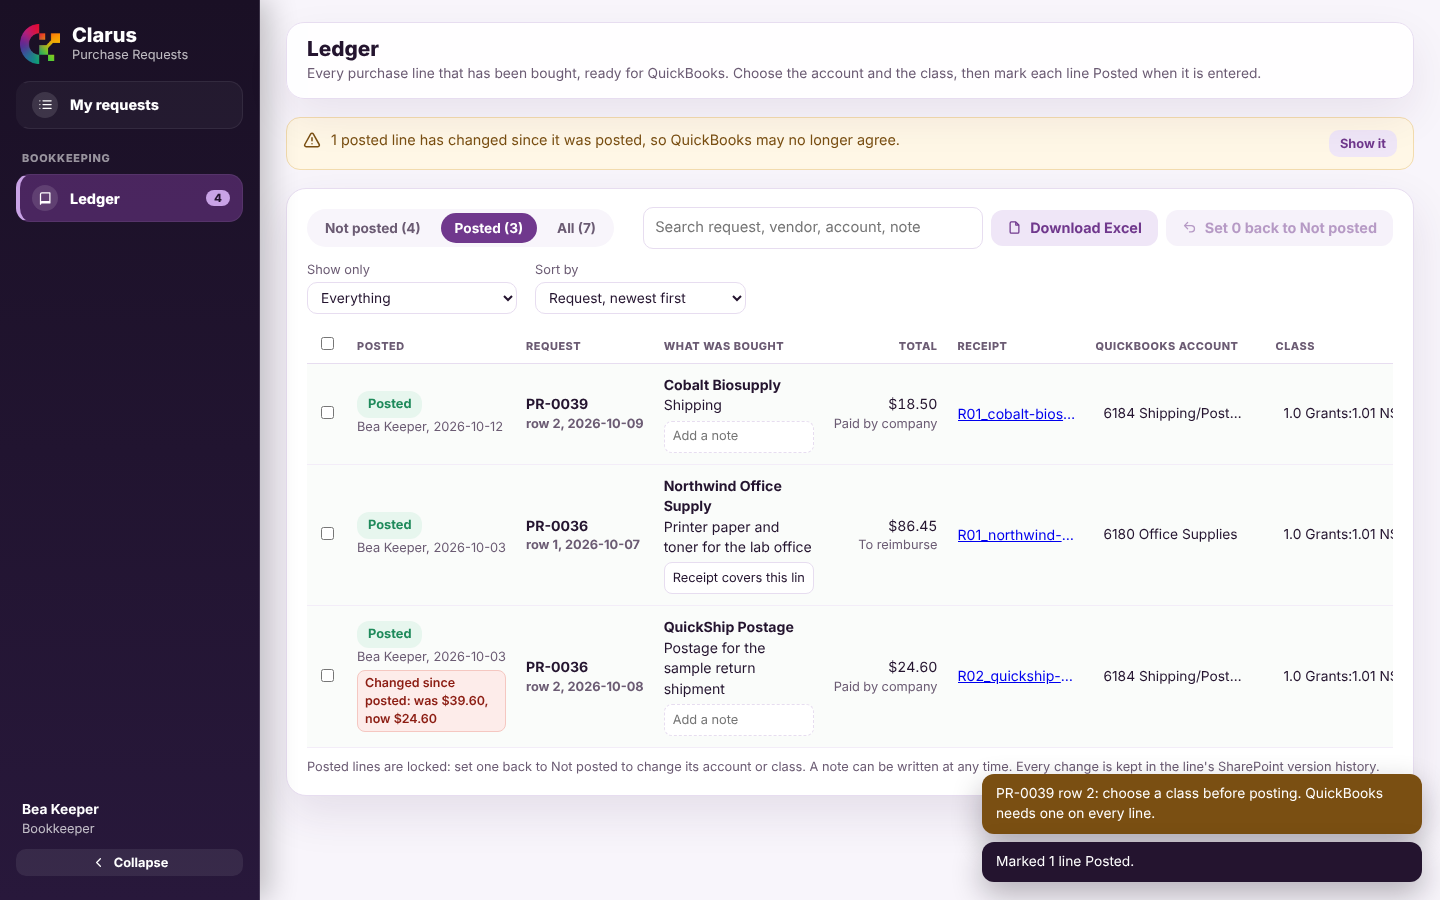 Clarus
Purchase Requests
My requests
BOOKKEEPING
Ledger
4
Bea Keeper
Bookkeeper
Collapse
Ledger
Every purchase line that has been bought, ready for QuickBooks. Choose the account and the class, then mark each line Posted when it is entered.
1 posted line has changed since it was posted, so QuickBooks may no longer agree.
Show it
Not posted (4)
Posted (3)
All (7)
Search request, vendor, account, note
Download Excel
Set 0 back to Not posted
Show only
Sort by
Everything
Request, newest first
POSTED
REQUEST
WHAT WAS BOUGHT
TOTAL
RECEIPT
QUICKBOOKS ACCOUNT
CLASS
Posted
Bea Keeper, 2026-10-12
PR-0039
row 2, 2026-10-09
Cobalt Biosupply
Shipping
Add a note
$18.50
Paid by company
R01_cobalt-bios...
6184 Shipping/Post...
1.0 Grants:1.01 NS
Posted
Bea Keeper, 2026-10-03
PR-0036
row 1, 2026-10-07
Northwind Office
Supply
Printer paper and
toner for the lab office
Receipt covers this lin
$86.45
To reimburse
R01_northwind-...
6180 Office Supplies
1.0 Grants:1.01 NS
Posted
Bea Keeper, 2026-10-03
Changed since
posted: was $39.60,
now $24.60
PR-0036
row 2, 2026-10-08
QuickShip Postage
Postage for the
sample return
shipment
Add a note
$24.60
Paid by company
R02_quickship-...
6184 Shipping/Post...
1.0 Grants:1.01 NS
Posted lines are locked: set one back to Not posted to change its account or class. A note can be written at any time. Every change is kept in the line's SharePoint version history.
PR-0039 row 2: choose a class before posting. QuickBooks
needs one on every line.
Marked 1 line Posted.